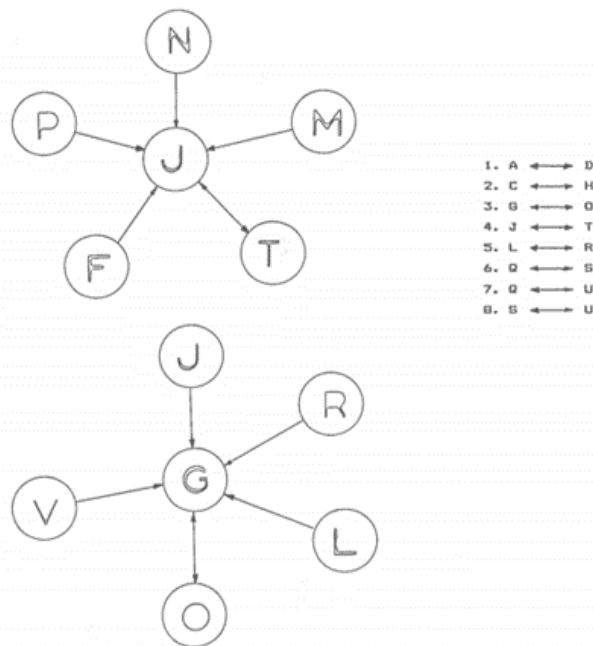 N
P
M
J
F
T
1. A ⟷ D
2. C ⟷ H
3. G ⟷ O
4. J ⟷ T
5. L ⟷ R
6. Q ⟷ S
7. Q ⟷ U
8. S ⟷ U
J
R
G
V
L
O